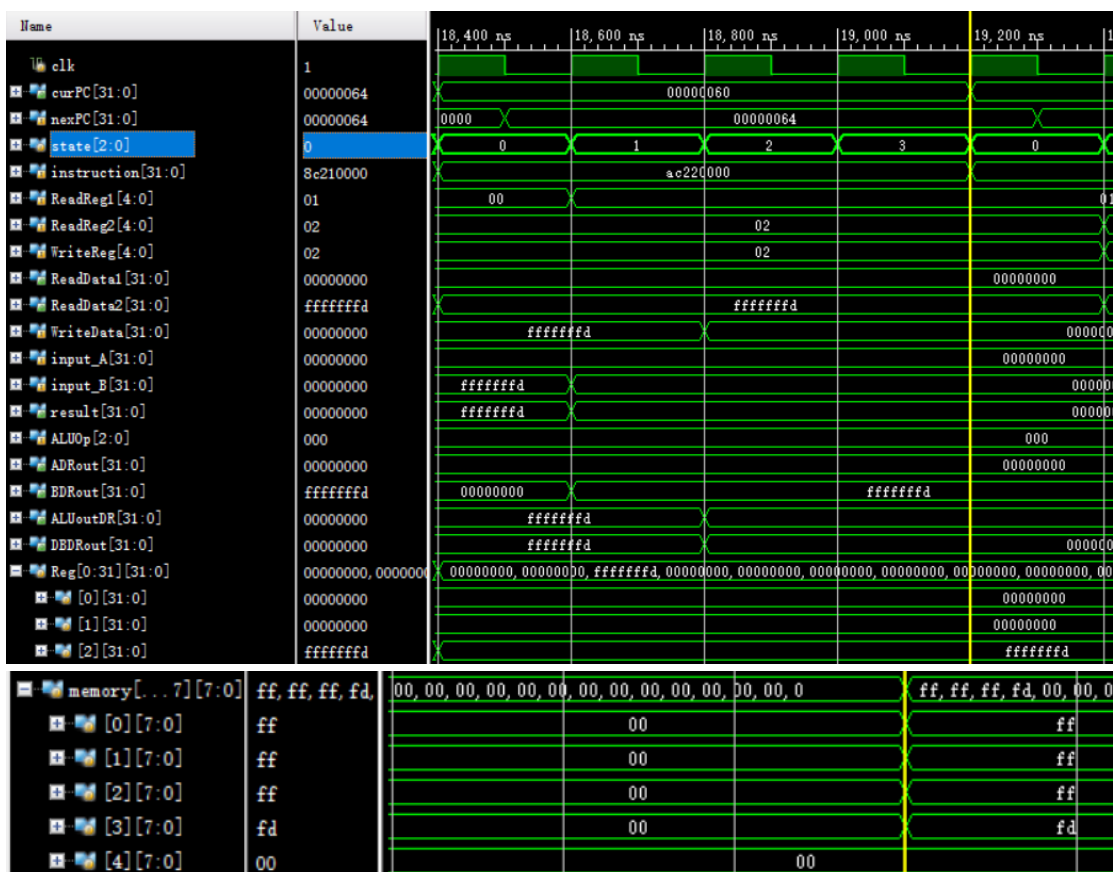 Name Value
18,400 ns 18,600 ns 18,800 ns 19,000 ns 19,200 ns
clk 1
curPC[31:0] 00000064 00000060
nexPC[31:0] 00000064 0000 00000064
state[2:0] 0 0 1 2 3 0
instruction[31:0] 8c210000 ac220000
ReadReg1[4:0] 01 00 01
ReadReg2[4:0] 02 02
WriteReg[4:0] 02 02
ReadData1[31:0] 00000000 00000000
ReadData2[31:0] fffffffd fffffffd
WriteData[31:0] 00000000 fffffffd 00000
input_A[31:0] 00000000 00000000
input_B[31:0] 00000000 fffffffd 0000
result[31:0] 00000000 fffffffd 0000
ALUOp[2:0] 000 000
ADRout[31:0] 00000000 00000000
BDRout[31:0] fffffffd 00000000 fffffffd
ALUoutDR[31:0] 00000000 fffffffd
DBDRout[31:0] 00000000 fffffffd 00000
Reg[0:31][31:0] 00000000, 0000000 00000000, 00000000, fffffffd, 00000000, 00000000, 00000000, 00000000, 00000000, 00000000, 00
[0][31:0] 00000000 00000000
[1][31:0] 00000000 00000000
[2][31:0] fffffffd fffffffd
memory[... 7][7:0] ff, ff, ff, fd, 00, 00, 00, 00, 00, 00, 00, 00, 00, 00, 00, 00, 0 ff, ff, ff, fd, 00, 00, 0
[0][7:0] ff 00 ff
[1][7:0] ff 00 ff
[2][7:0] ff 00 ff
[3][7:0] fd 00 fd
[4][7:0] 00 00